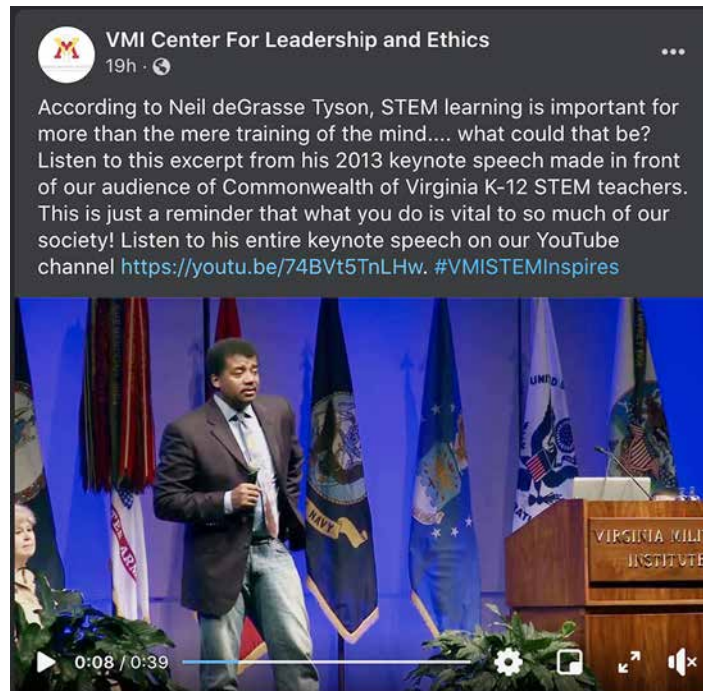 VMI Center For Leadership and Ethics
19h ·
According to Neil deGrasse Tyson, STEM learning is important for
more than the mere training of the mind.... what could that be?
Listen to this excerpt from his 2013 keynote speech made in front
of our audience of Commonwealth of Virginia K-12 STEM teachers.
This is just a reminder that what you do is vital to so much of our
society! Listen to his entire keynote speech on our YouTube
channel https://youtu.be/74BVt5TnLHw. #VMISTEMInspires
UNITED
NAVY
VIRGINIA MILI
INSTITUTE
0:08 / 0:39